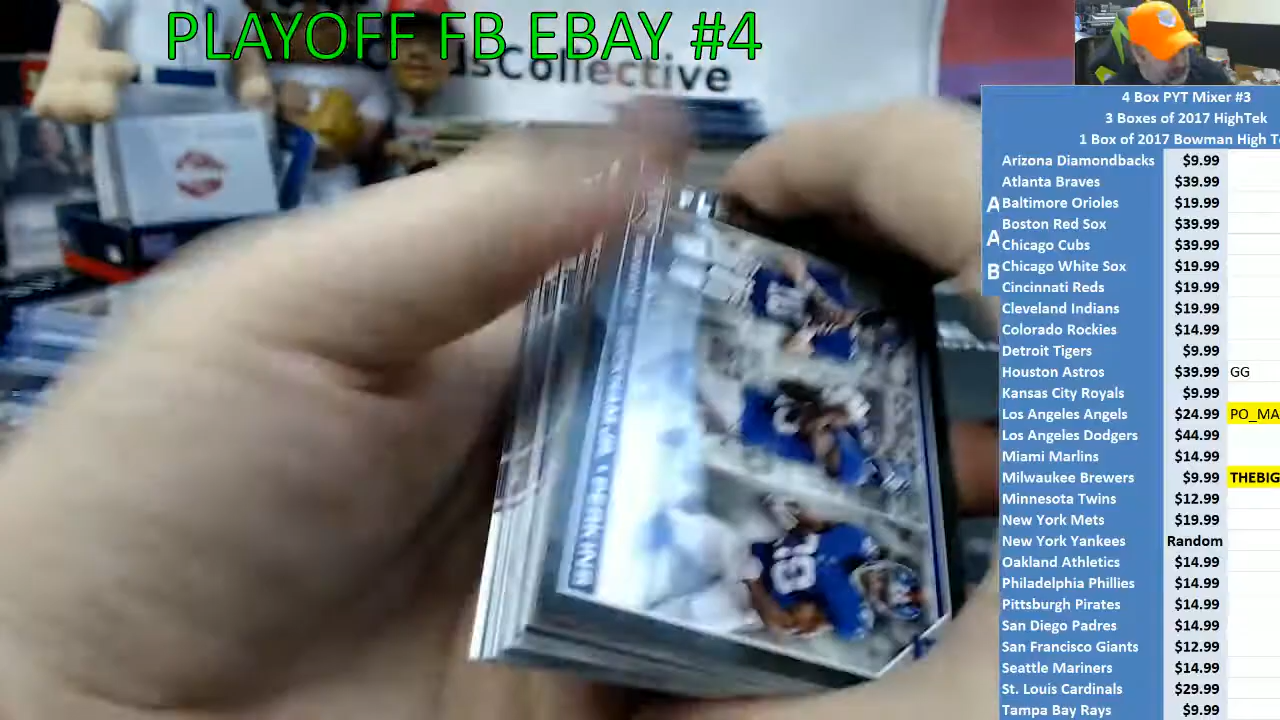 PLAYOFF FB EBAY #4
sCollective
4 Box PYT Mixer #3
3 Boxes of 2017 HighTek
1 Box of 2017 Bowman High T
Arizona Diamondbacks $9.99
Atlanta Braves $39.99
A Baltimore Orioles $19.99
Boston Red Sox $39.99
A Chicago Cubs $39.99
B Chicago White Sox $19.99
Cincinnati Reds $19.99
Cleveland Indians $19.99
Colorado Rockies $14.99
Detroit Tigers $9.99
Houston Astros $39.99 GG
Kansas City Royals $9.99
Los Angeles Angels $24.99 PO_MA
Los Angeles Dodgers $44.99
Miami Marlins $14.99
Milwaukee Brewers $9.99 THEBIG
Minnesota Twins $12.99
New York Mets $19.99
New York Yankees Random
Oakland Athletics $14.99
Philadelphia Phillies $14.99
Pittsburgh Pirates $14.99
San Diego Padres $14.99
San Francisco Giants $12.99
Seattle Mariners $14.99
St. Louis Cardinals $29.99
Tampa Bay Rays $9.99